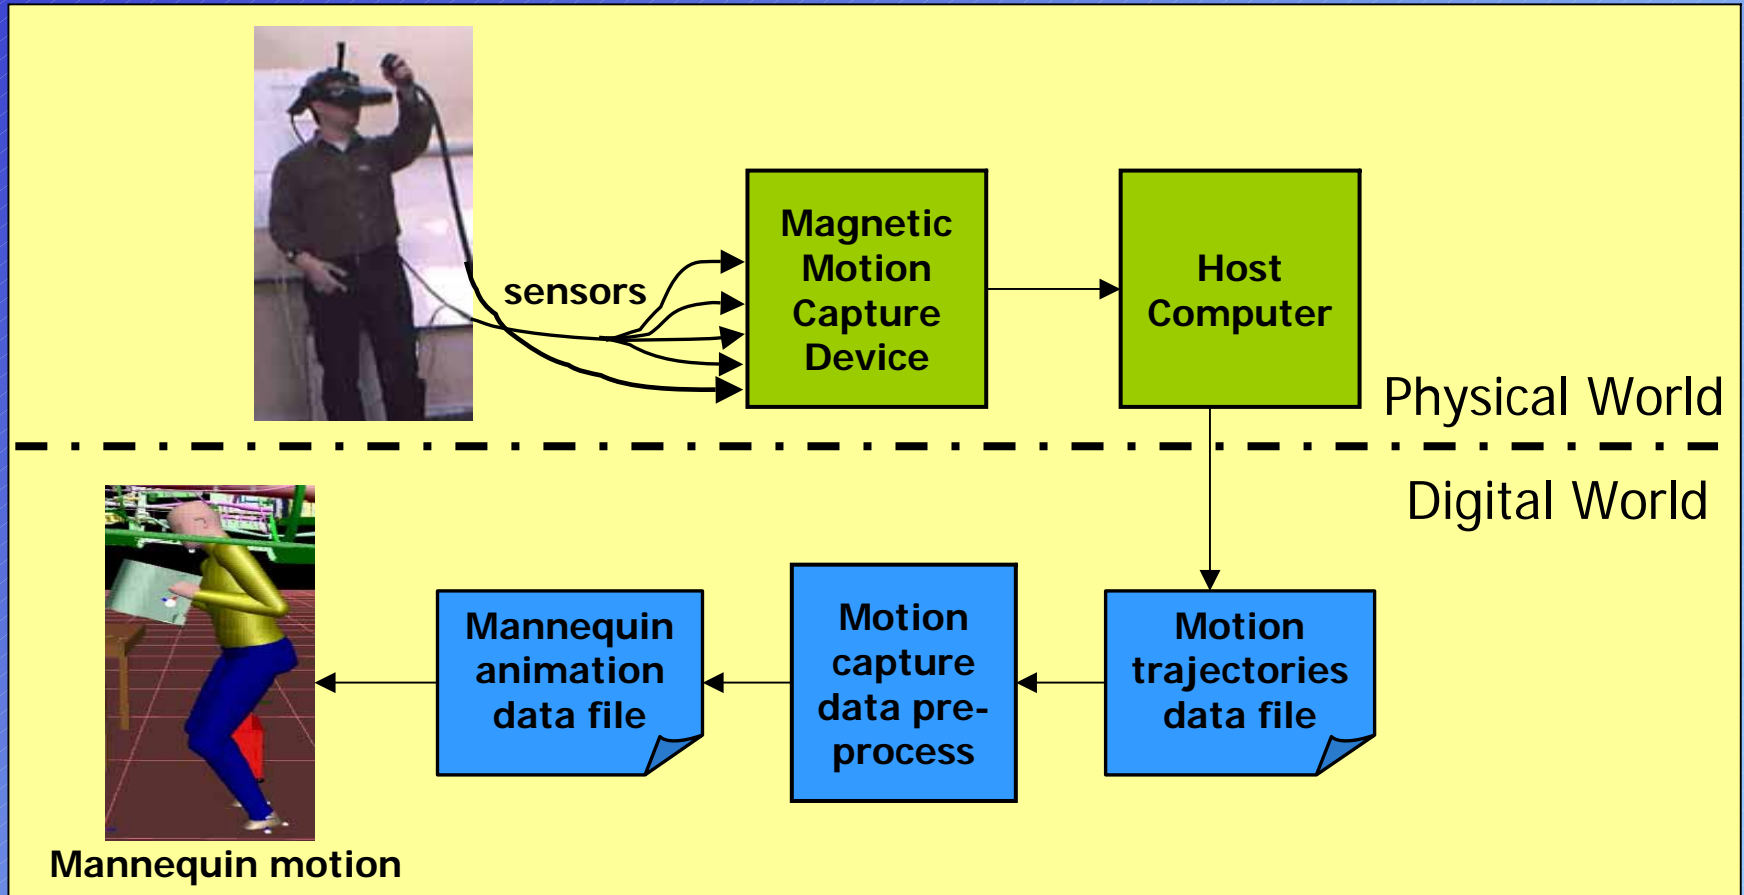 sensors
Magnetic
Motion
Capture
Device
Host
Computer
Physical World
Digital World
Mannequin
animation
data file
Motion
capture
data pre-
process
Motion
trajectories
data file
Mannequin motion